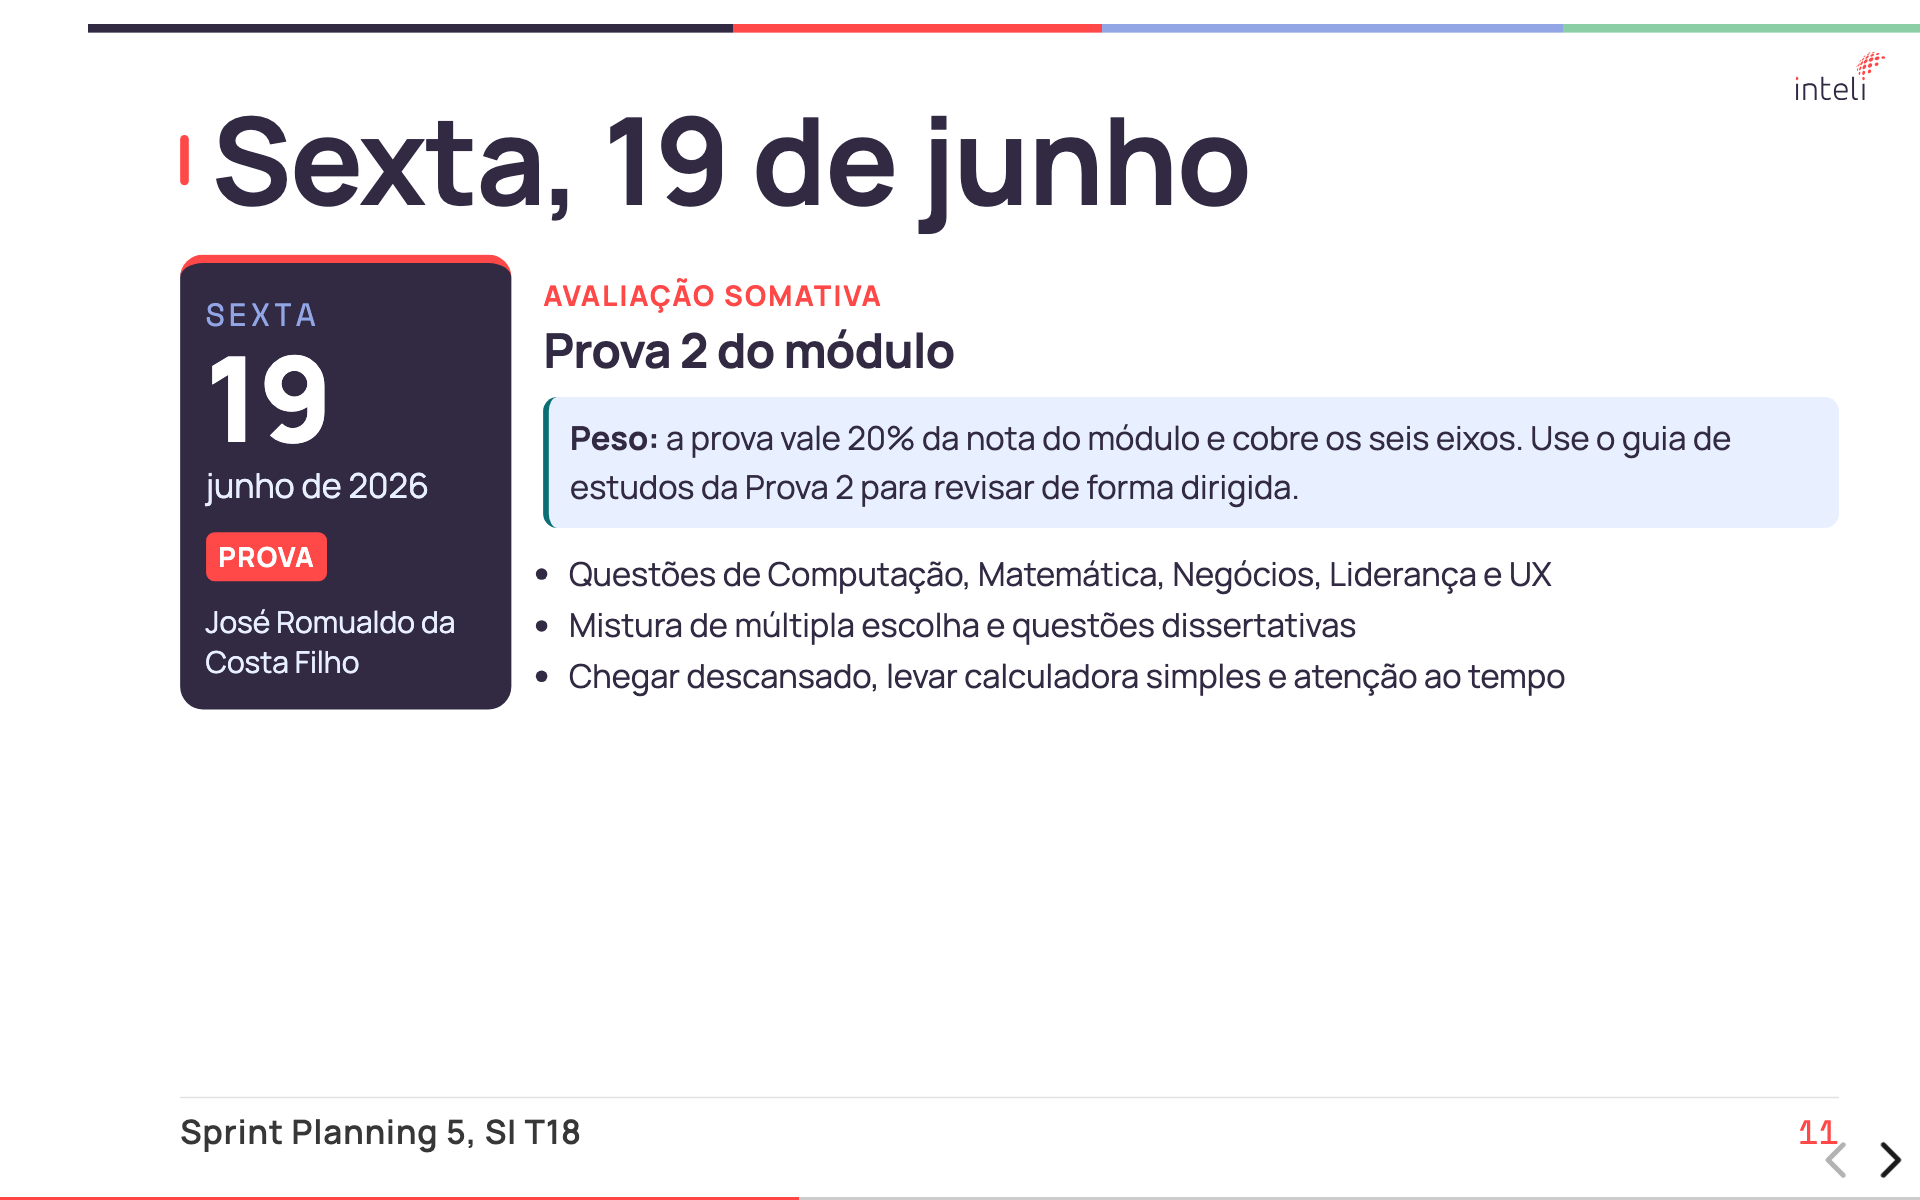 inteli
Sexta, 19 de junho
SEXTA
19
junho de 2026
PROVA
José Romualdo da
Costa Filho
AVALIAÇÃO SOMATIVA
Prova 2 do módulo
Peso: a prova vale 20% da nota do módulo e cobre os seis eixos. Use o guia de
estudos da Prova 2 para revisar de forma dirigida.
• Questões de Computação, Matemática, Negócios, Liderança e UX
• Mistura de múltipla escolha e questões dissertativas
• Chegar descansado, levar calculadora simples e atenção ao tempo
Sprint Planning 5, SI T18
11